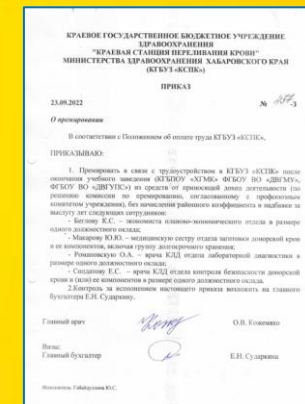 КРАЕВОЕ ГОСУДАРСТВЕННОЕ БЮДЖЕТНОЕ УЧРЕЖДЕНИЕ
ЗДРАВООХРАНЕНИЯ
"КРАЕВАЯ СТАНЦИЯ ПЕРЕЛИВАНИЯ КРОВИ"
МИНИСТЕРСТВА ЗДРАВООХРАНЕНИЯ ХАБАРОВСКОГО КРАЯ
(КГБУЗ «КСПК»)
ПРИКАЗ
23.09.2022 №
О премировании
В соответствии с Положением об оплате труда КГБУЗ «КСПК»,
ПРИКАЗЫВАЮ:
1. Премировать в связи с трудоустройством в КГБУЗ «КСПК» после
окончания учебного заведения (КГБПОУ «ХГМК» ФГБОУ ВО «ДВГМУ»,
ФГБОУ ВО «ДВГУПС») из средств от приносящей доход деятельности (по
решению комиссии по премированию, согласованному с профсоюзным
комитетом учреждения), без начисления районного коэффициента и надбавки за
выслугу лет следующих сотрудников:
- Беглову К.С. – экономиста планово-экономического отдела в размере
одного должностного оклада;
- Макарову Ю.Ю. – медицинскую сестру отдела заготовки донорской крови
и ее компонентов, включая группу долгосрочного хранения;
- Романовскую О.А. – врача КЛД отдела лабораторной диагностики в
размере одного должностного оклада;
- Солдатову Е.С. – врача КЛД отдела контроля безопасности донорской
крови и (или) ее компонентов в размере одного должностного оклада.
2.Контроль за исполнением настоящего приказа возложить на главного
бухгалтера Е.Н. Сударкину.
Главный врач О.В. Кожемяко
Визы:
Главный бухгалтер Е.Н. Сударкина
Исполнитель Ю.С.